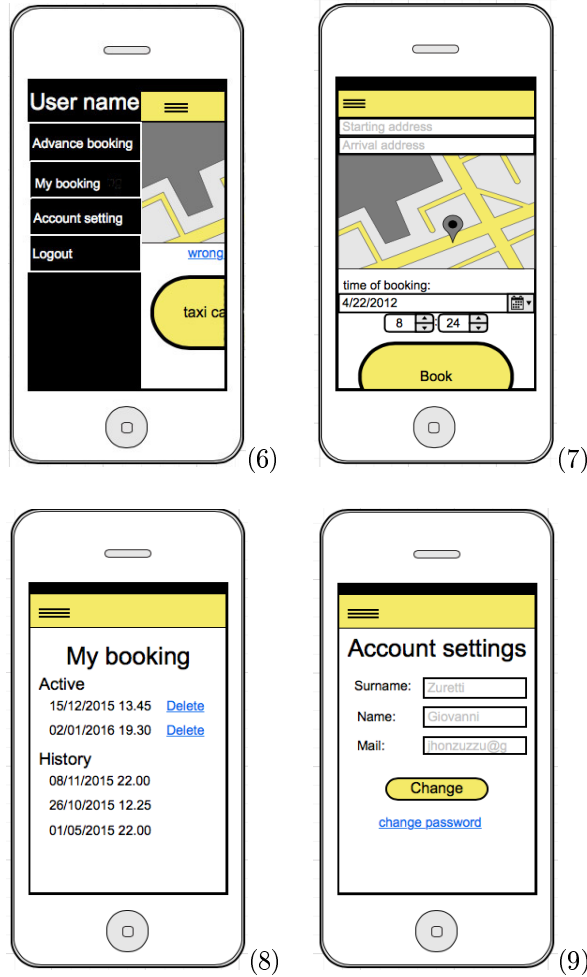 User name
Advance booking
My booking
Account setting
Logout
wrong
taxi ca
(6)
Starting address
Arrival address
time of booking:
4/22/2012
8 : 24
Book
(7)
My booking
Active
15/12/2015 13.45 Delete
02/01/2016 19.30 Delete
History
08/11/2015 22.00
26/10/2015 12.25
01/05/2015 22.00
(8)
Account settings
Surname: Zuretti
Name: Giovanni
Mail: jhonzuzzu@g
Change
change password
(9)